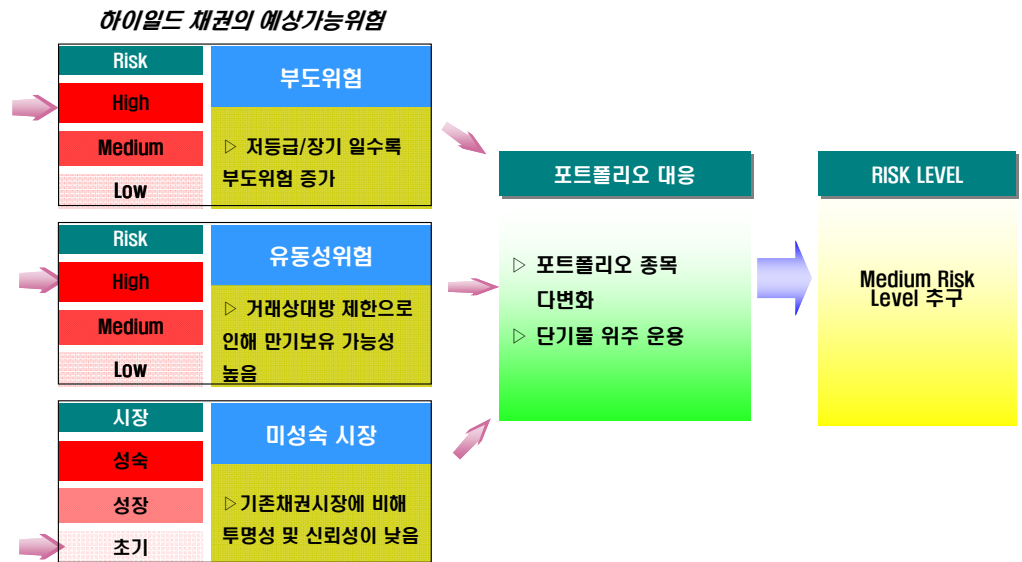 하이일드 채권의 예상가능위험
Risk
High
Medium
Low
부도위험
▷ 저등급/장기 일수록
부도위험 증가
Risk
High
Medium
Low
유동성위험
▷ 거래상대방 제한으로
인해 만기보유 가능성
높음
시장
성숙
성장
초기
미성숙 시장
▷기존채권시장에 비해
투명성 및 신뢰성이 낮음
포트폴리오 대응
▷ 포트폴리오 종목
다변화
▷ 단기물 위주 운용
RISK LEVEL
Medium Risk
Level 추구